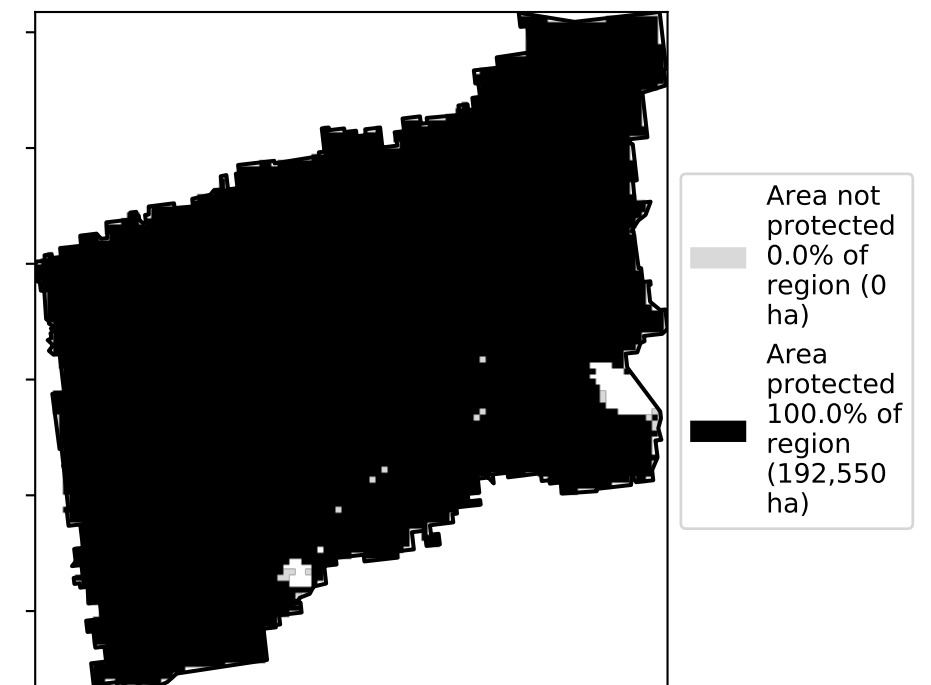 Area not
protected
0.0% of
region (0
ha)
Area
protected
100.0% of
region
(192,550
ha)